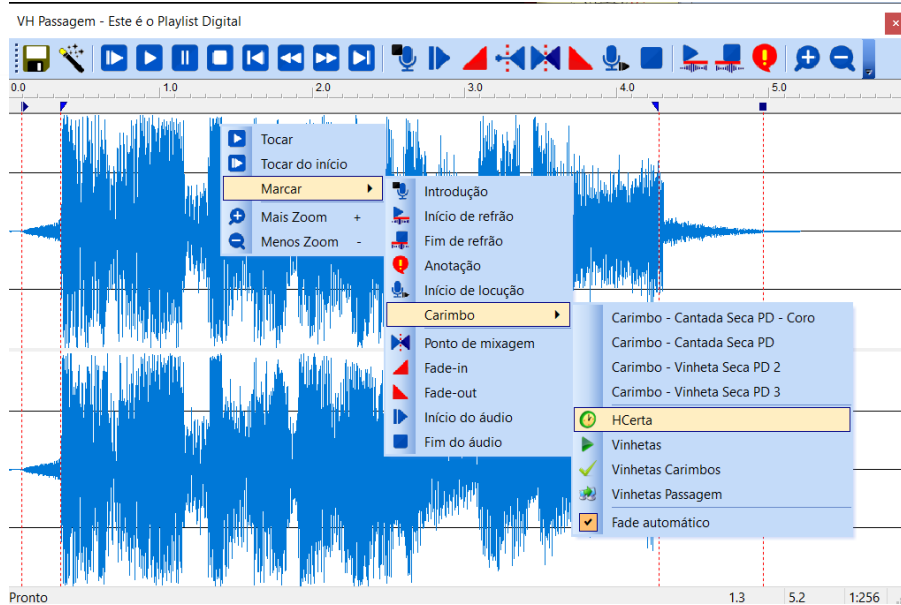 VH Passagem - Este é o Playlist Digital
0.0 1.0 2.0 3.0 4.0 5.0
Tocar
Tocar do início
Marcar
Mais Zoom +
Menos Zoom -
Introdução
Início de refrão
Fim de refrão
Anotação
Início de locução
Carimbo
Ponto de mixagem
Fade-in
Fade-out
Início do áudio
Fim do áudio
Carimbo - Cantada Seca PD - Coro
Carimbo - Cantada Seca PD
Carimbo - Vinheta Seca PD 2
Carimbo - Vinheta Seca PD 3
HCerta
Vinhetas
Vinhetas Carimbos
Vinhetas Passagem
Fade automático
Pronto 1.3 5.2 1:256